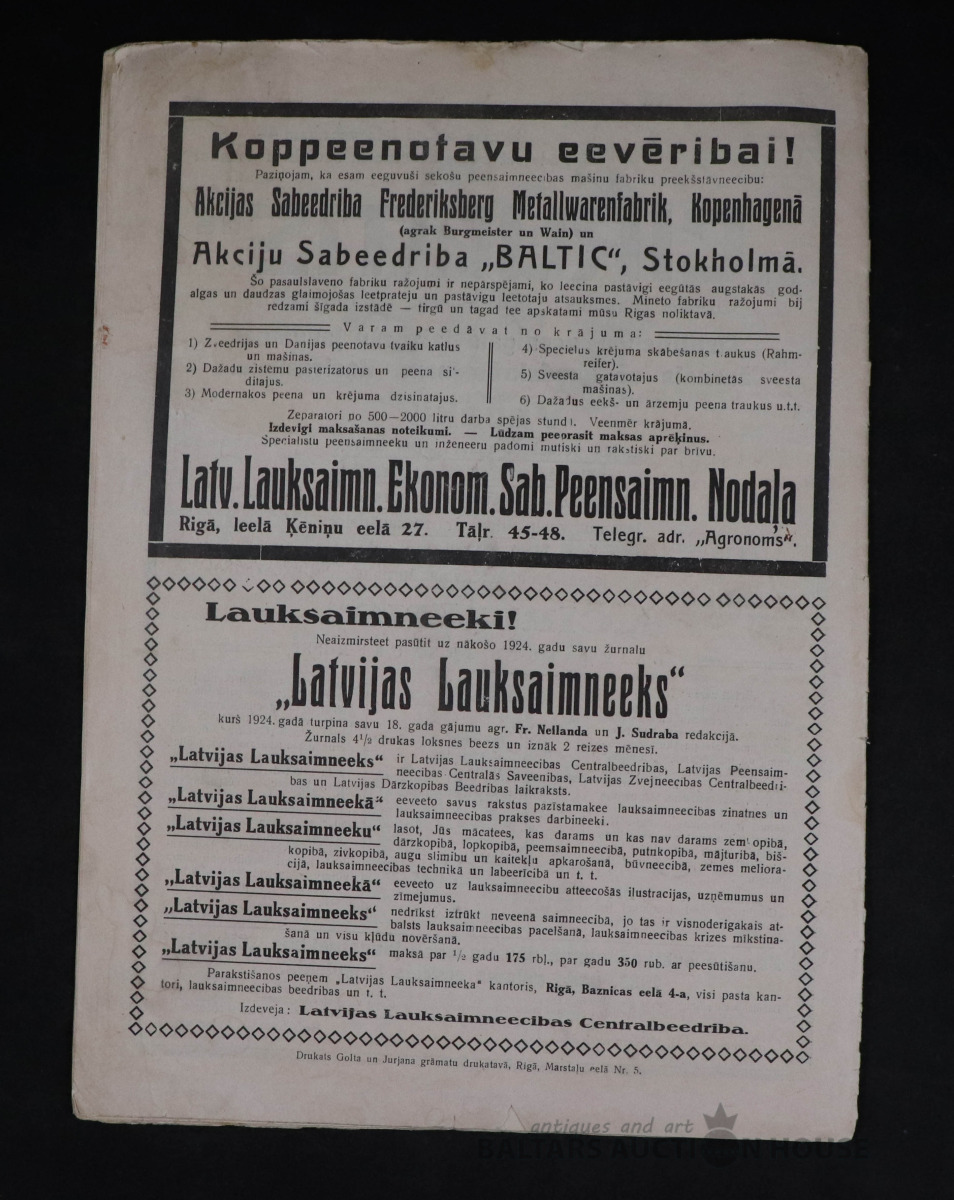 Koppeenotavu eevēribai!
Paziņojam, ka esam eeguvuši sekošu peensaimneecibas mašinu fabriku preekšstāvneecibu:
Akcijas Sabeedriba Frederiksberg Metallwarenfabrik, Kopenhagenā
(agrak Burgmeister un Wain) un
Akciju Sabeedriba „BALTIC“, Stokholmā.
Šo pasaulslaveno fabriku ražojumi ir nepārspējami, ko leecina pastāvigi eegūtās augstakās god-
algas un daudzas glaimojošas leetprateju un pastāvigu leetotaju atsauksmes. Mineto fabriku ražojumi bij
redzami šigada izstādē — tirgū un tagad tee apskatami mūsu Rigas noliktavā.
Varam peedāvat no krājuma:
1) Zveedrijas un Danijas peenotavu tvaiku katlus
un mašinas.
2) Dažadu zistemu pasterizatorus un peena sil-
ditajus.
3) Modernakos peena un krējuma dzisinatajus.
4) Specielus krējuma skābešanas traukus (Rahm-
reifer).
5) Sveesta gatavotajus (kombinetās sveesta
mašinas).
6) Dažadus eekš- un ārzemju peena traukus u.t.t.
Zeparatori no 500—2000 litru darba spējas stundā. Veenmēr krājumā.
Izdevigi maksašanas noteikumi. — Lūdzam peeprasit maksas aprēķinus.
Specialistu peensaimneeku un inženeeru padomi mutiski un rakstiski par brivu.
Latv. Lauksaimn. Ekonom. Sab. Peensaimn. Nodaļa
Rigā, leelā Ķēniņu eelā 27. Tāļr. 45-48. Telegr. adr. „Agronoms“.
Lauksaimneeki!
Neaizmirsteet pasūtit uz nākošo 1924. gadu savu žurnalu
„Latvijas Lauksaimneeks“
kurš 1924. gadā turpina savu 18. gada gājumu agr. Fr. Neilanda un J. Sudraba redakcijā.
Žurnals 4½ drukas loksnes beezs un iznāk 2 reizes mēnesi.
„Latvijas Lauksaimneeks“ ir Latvijas Lauksaimneecibas Centralbeedribas, Latvijas Peensaim-
neecibas Centralās Saveenibas, Latvijas Zvejneecibas Centralbeedri-
bas un Latvijas Dārzkopibas Beedribas laikraksts.
„Latvijas Lauksaimneekā“ eeveeto savus rakstus pazistamakee lauksaimneecibas zinatnes un
lauksaimneecibas prakses darbineeki.
„Latvijas Lauksaimneeku“ lasot, Jūs mācatees, kas darams un kas nav darams zemkopibā,
dārzkopibā, lopkopibā, peemsaimneecibā, putnkopibā, mājturibā, biš-
kopibā, zivkopibā, augu slimibu un kaitekļu apkarošanā, būvneecibā, zemes meliora-
cijā, lauksaimneecibas technikā un labeeribicā un t. t.
„Latvijas Lauksaimneekā“ eeveeto uz lauksaimneecibu atteecošās ilustracijas, uzņēmumus un
zimejumus.
„Latvijas Lauksaimneeks“ nedrikst iztrūkt neveenā saimneecibā, jo tas ir visnoderigakais at-
balsts lauksaimneecibas pacelšanā, lauksaimneecibas krizes mikstina-
šanā un visu kļūdu novēršanā.
„Latvijas Lauksaimneeks“ maksā par ½ gadu 175 rbļ., par gadu 350 rub. ar peesūtišanu.
Parakstišanos peeņem „Latvijas Lauksaimneeka“ kantoris, Rigā, Baznicas eelā 4-a, visi pasta kan-
tori, lauksaimneecibas beedribas un t. t.
Izdeveja: Latvijas Lauksaimneecibas Centralbeedriba.
Drukats Golta un Jurjana grāmatu drukatavā, Rigā, Marstaļu eelā Nr. 5.
antiques and art
BALTARS AUCTION HOUSE